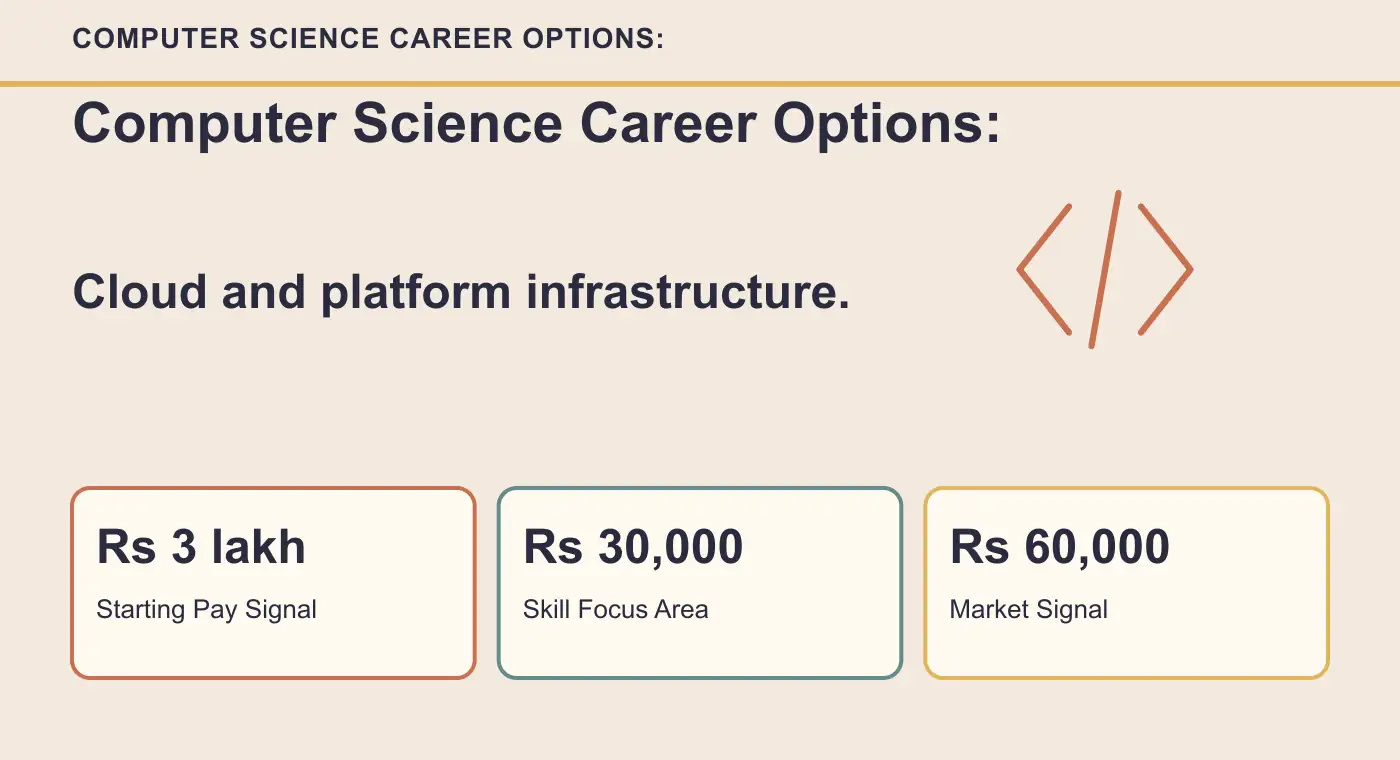 COMPUTER SCIENCE CAREER OPTIONS:
Computer Science Career Options:
Cloud and platform infrastructure.
Rs 3 lakh
Starting Pay Signal
Rs 30,000
Skill Focus Area
Rs 60,000
Market Signal